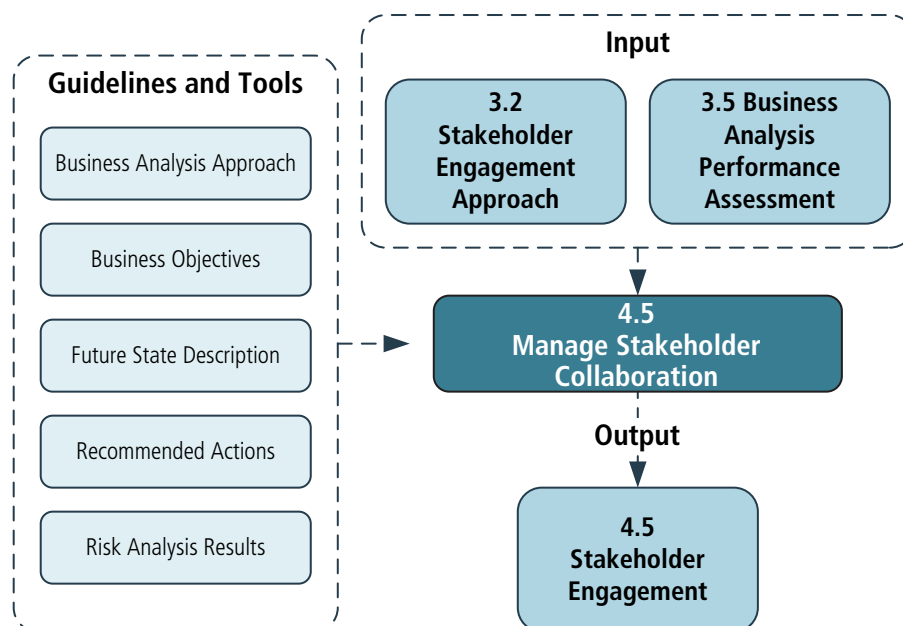 Input
Guidelines and Tools
3.2
Stakeholder
Engagement
Approach
3.5 Business
Analysis
Performance
Assessment
Business Analysis Approach
Business Objectives
Future State Description
Recommended Actions
Risk Analysis Results
4.5
Manage Stakeholder
Collaboration
Output
4.5
Stakeholder
Engagement